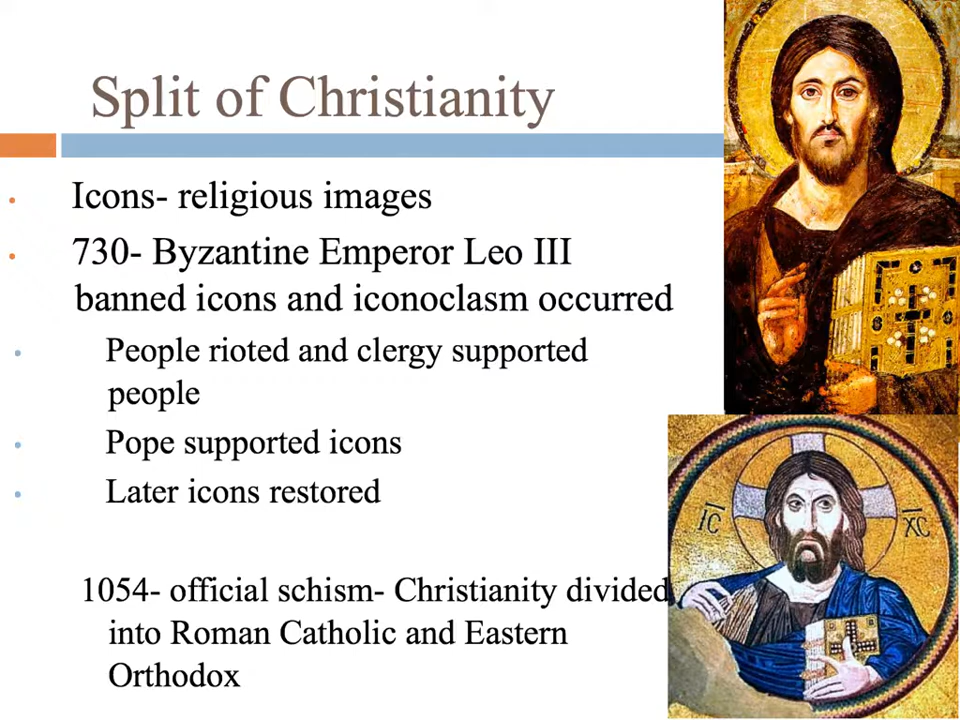 Split of Christianity
• Icons- religious images
• 730- Byzantine Emperor Leo III
banned icons and iconoclasm occurred
• People rioted and clergy supported
people
• Pope supported icons
• Later icons restored
1054- official schism- Christianity divided
into Roman Catholic and Eastern
Orthodox
IC XC